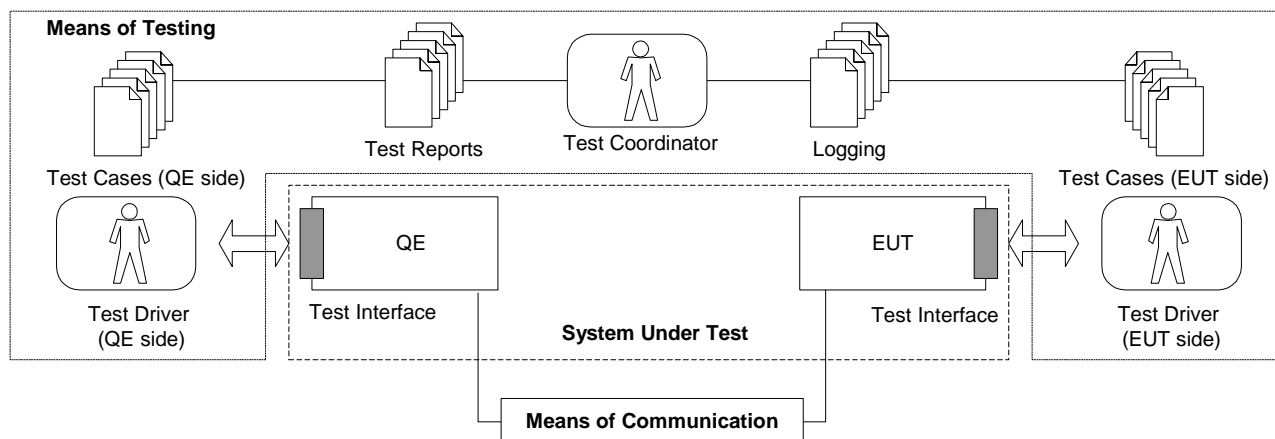 Means of Testing
Test Reports
Test Coordinator
Logging
Test Cases (QE side)
Test Cases (EUT side)
QE
EUT
Test Driver
(QE side)
Test Interface
System Under Test
Test Interface
Test Driver
(EUT side)
Means of Communication